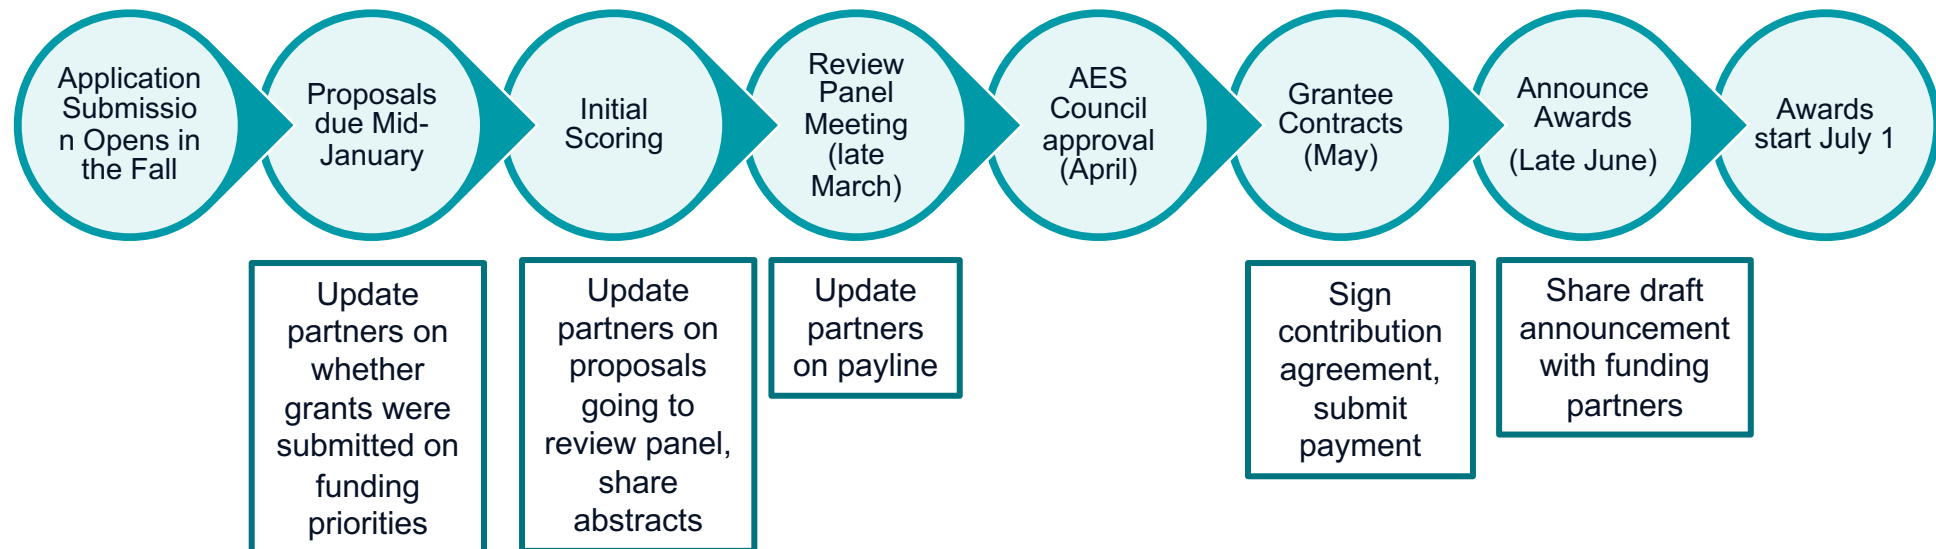 Application
Submissio
n Opens in
the Fall
Proposals
due Mid-
January
Initial
Scoring
Review
Panel
Meeting
(late
March)
AES
Council
approval
(April)
Grantee
Contracts
(May)
Announce
Awards
(Late June)
Awards
start July 1
Update
partners on
whether
grants were
submitted on
funding
priorities
Update
partners on
proposals
going to
review panel,
share
abstracts
Update
partners
on payline
Sign
contribution
agreement,
submit
payment
Share draft
announcement
with funding
partners